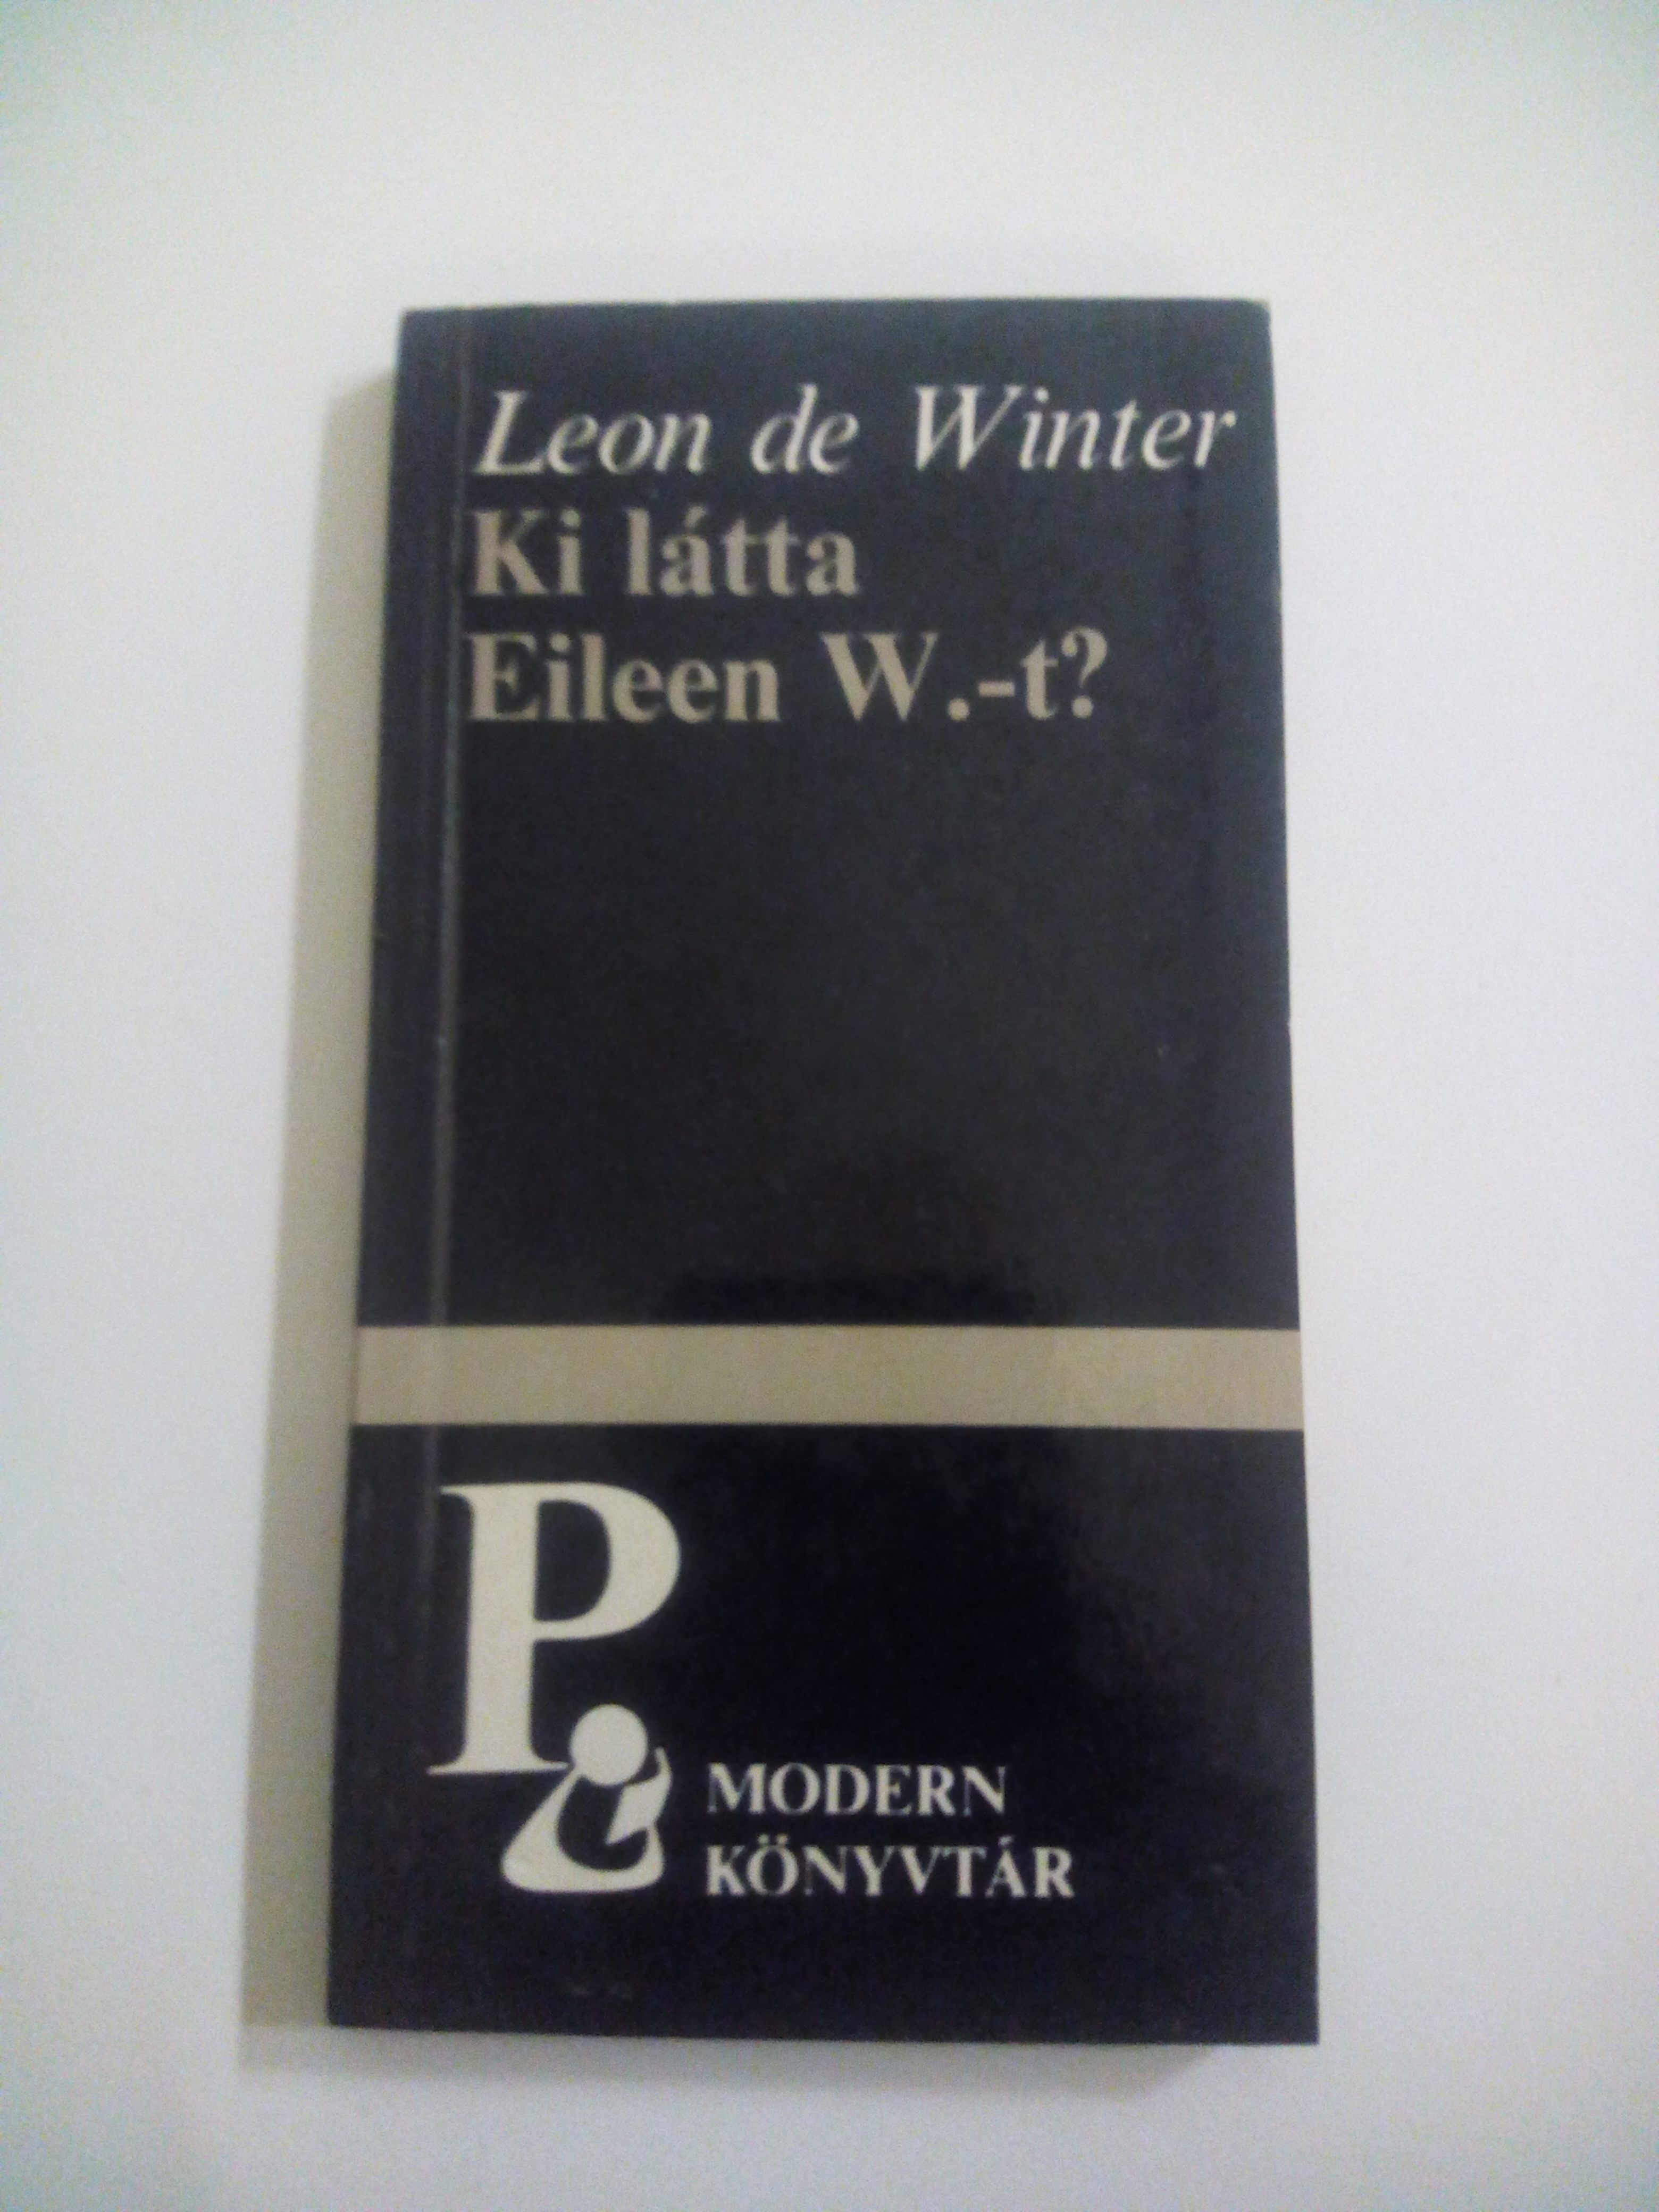 Leon de Winter
Ki látta
Eileen W.-t?
P
MODERN
KÖNYVTÁR